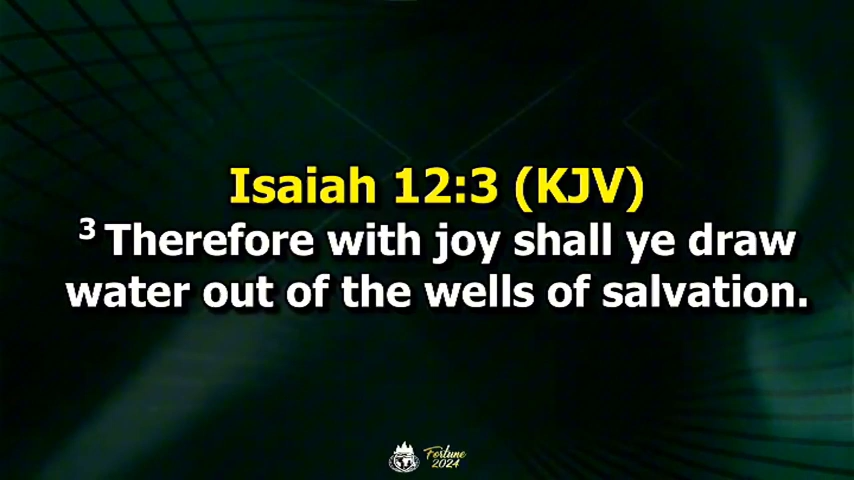 Isaiah 12:3 (KJV)
3 Therefore with joy shall ye draw
water out of the wells of salvation.
Fortune
2024